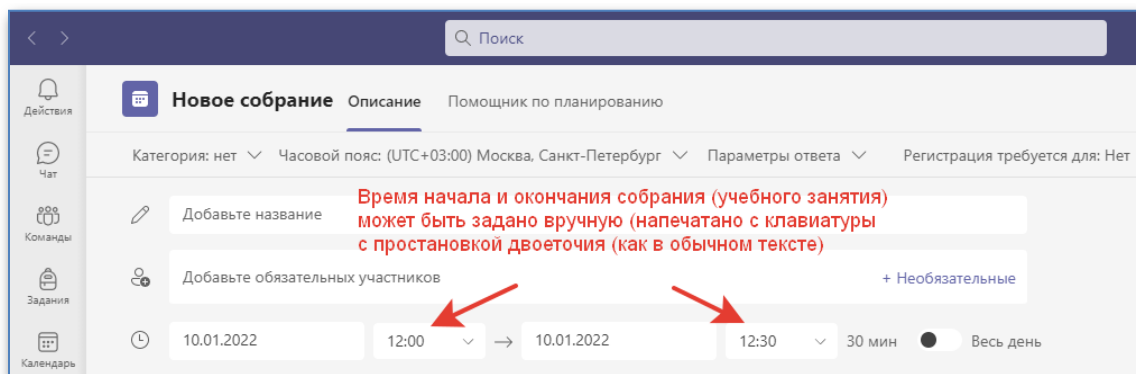 Поиск
Действия
Новое собрание Описание Помощник по планированию
Категория: нет Часовой пояс: (UTC+03:00) Москва, Санкт-Петербург Параметры ответа Регистрация требуется для: Нет
Чат
Время начала и окончания собрания (учебного занятия)
может быть задано вручную (напечатано с клавиатуры
с простановкой двоеточия (как в обычном тексте)
Добавьте название
Команды
Добавьте обязательных участников + Необязательные
Задания
10.01.2022 12:00 → 10.01.2022 12:30 30 мин Весь день
Календарь